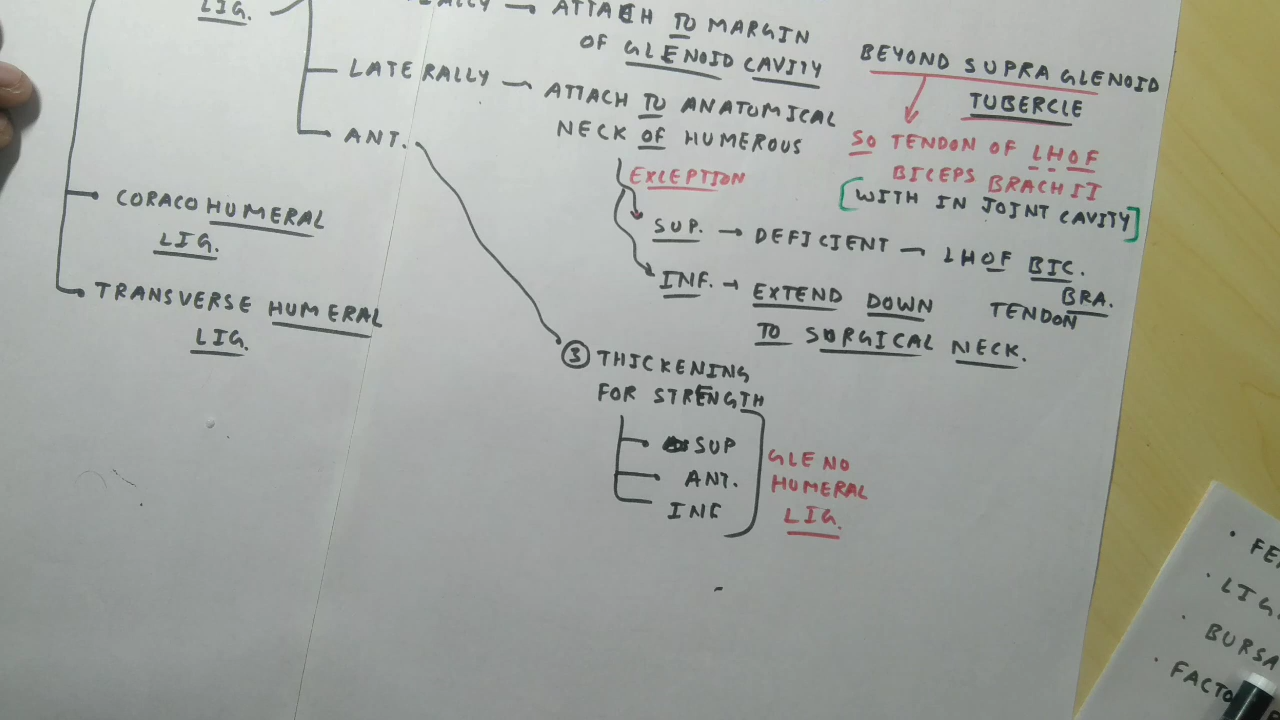 LIG.
ATTACH TO MARGIN
OF GLENOID CAVITY
LATERALLY → ATTACH TO ANATOMICAL
NECK OF HUMEROUS
BEYOND SUPRA GLENOID
TUBERCLE
SO TENDON OF LHOF
BICEPS BRACHII
[WITH IN JOINT CAVITY]
EXCEPTION
SUP. → DEFICIENT – LHOF BIC.
BRA.
TENDON
INF. → EXTEND DOWN
TO SURGICAL NECK.
ANT.
CORACO HUMERAL
LIG.
TRANSVERSE HUMERAL
LIG.
③ THICKENING
FOR STRENGTH
SUP
ANT.
INF
GLENO
HUMERAL
LIG.
• LIG.
• BURSA